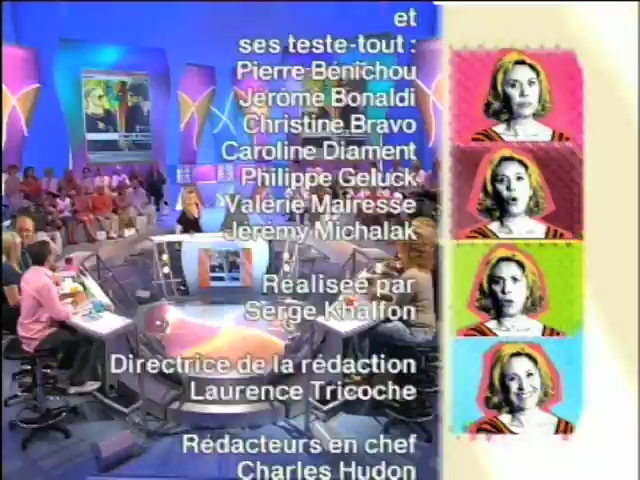 et
ses teste-tout :
Pierre Bénichou
Jérôme Bonaldi
Christine Bravo
Caroline Diament
Philippe Geluck
Valérie Mairesse
Jérémy Michalak
Réalisée par
Serge Khalfon
Directrice de la rédaction
Laurence Tricoche
Rédacteurs en chef
Charles Hudon